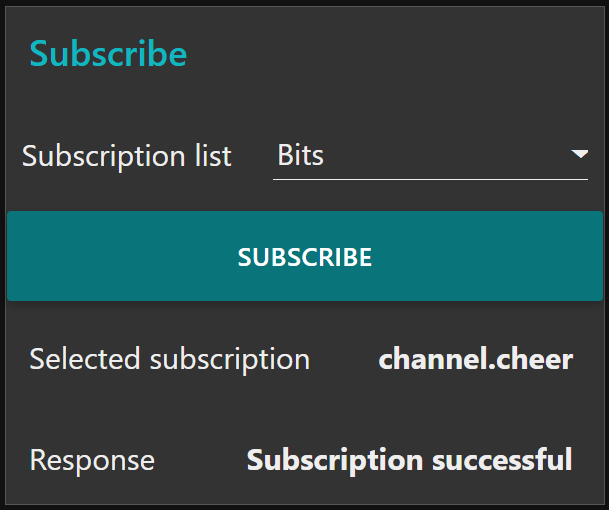 Subscribe
Subscription list Bits
SUBSCRIBE
Selected subscription channel.cheer
Response Subscription successful